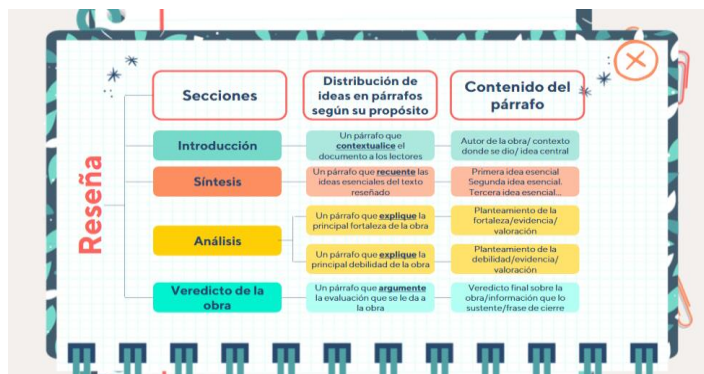 Reseña
Secciones
Distribución de
ideas en párrafos
según su propósito
Contenido del
párrafo
Introducción
Un párrafo que
contextualice el
documento a los lectores
Autor de la obra/ contexto
donde se dio/ idea central
Síntesis
Un párrafo que recuente las
ideas esenciales del texto
reseñado
Primera idea esencial
Segunda idea esencial.
Tercera idea esencial...
Análisis
Un párrafo que explique la
principal fortaleza de la obra
Planteamiento de la
fortaleza/evidencia/
valoración
Un párrafo que explique la
principal debilidad de la obra
Planteamiento de la
debilidad/evidencia/
valoración
Veredicto de la
obra
Un párrafo que argumente
la evaluación que se le da a
la obra
Veredicto final sobre la
obra/información que lo
sustente/frase de cierre